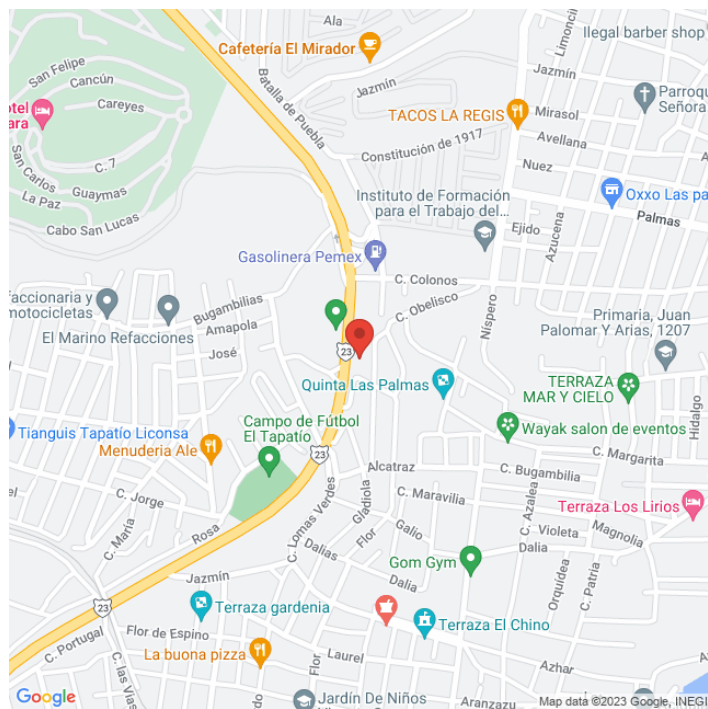 Ala
Ilegal barber shop
Limoncil
Cafetería El Mirador
San Felipe
Cancún
Jazmín
Batalla de Puebla
Jazmín
Careyes
Parroqu
Señora
TACOS LA REGIS
Mirasol
otel
ara
Avellana
Constitución de 1917
San Carlos
C. 7
Nuez
Guaymas
La Paz
Instituto de Formación
para el Trabajo del...
Oxxo Las pa
Azucena
Palmas
Cabo San Lucas
Ejido
Gasolinera Pemex
C. Colonos
faccionaria y
motocicletas
Bugambilias
C. Obelisco
Níspero
Primaria, Juan
Palomar Y Arias, 1207
El Marino Refacciones
Amapola
José
23
Quinta Las Palmas
TERRAZA
MAR Y CIELO
Hidalgo
Campo de Fútbol
El Tapatío
Wayak salon de eventos
Tianguis Tapatío Liconsa
Menuderia Ale
23
C. Margarita
Alcatraz
C. Bugambilia
C. Jorge
C. Maravilia
Terraza Los Lirios
C. Azalea
C. María
Rosa
C. Lomas Verdes
Gladiola
Flor
Galio
Violeta
Magnolia
Dalias
Dalia
Gom Gym
Dalia
Orquídea
C. Patria
Jazmín
23
Terraza gardenia
Terraza El Chino
C. Portugal
Flor de Espino
C. las Vías
La buona pizza
Flor
Laurel
Azhar
Google
Jardín De Niños
Aranzazu
Map data ©2023 Google, INEGI